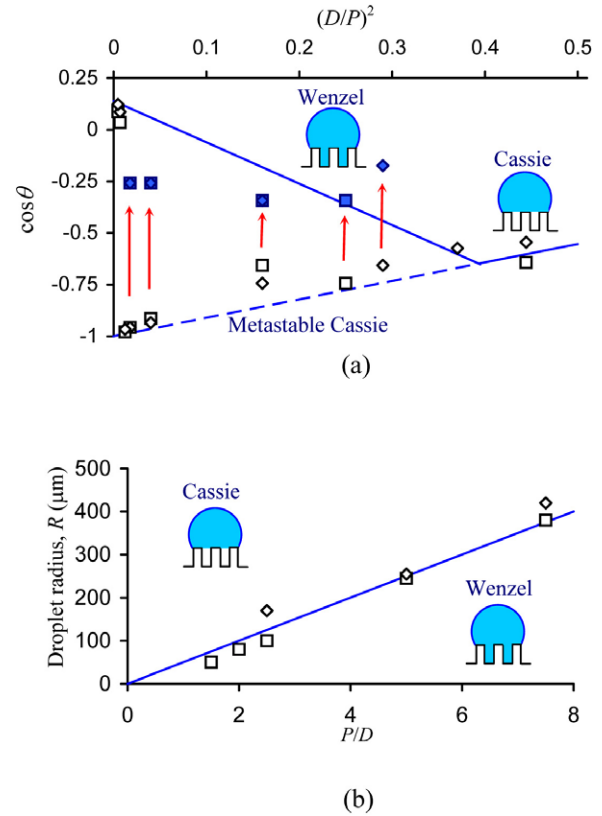 (D/P)²
0 0.1 0.2 0.3 0.4 0.5
0.25
0
-0.25
-0.5
-0.75
-1
cosθ
Wenzel
Cassie
Metastable Cassie
(a)
Droplet radius, R (μm)
500
400
300
200
100
0
Cassie
Wenzel
0 2 4 6 8
P/D
(b)